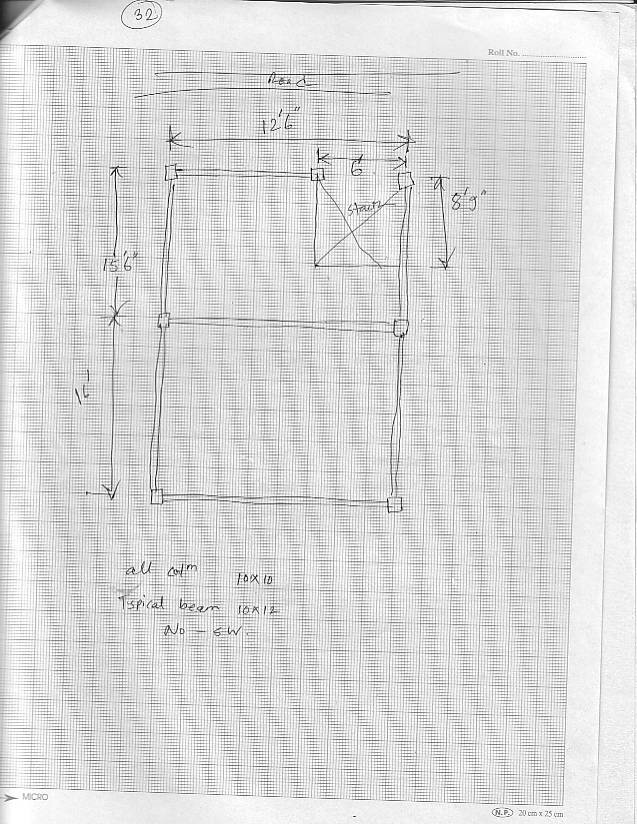 32
Roll No.
Road
12'6"
6'
stair
8'9"
15'6"
all colm 10x10
Typical beam 10x12
No - SW.
MICRO
N.P. 20 cm x 25 cm